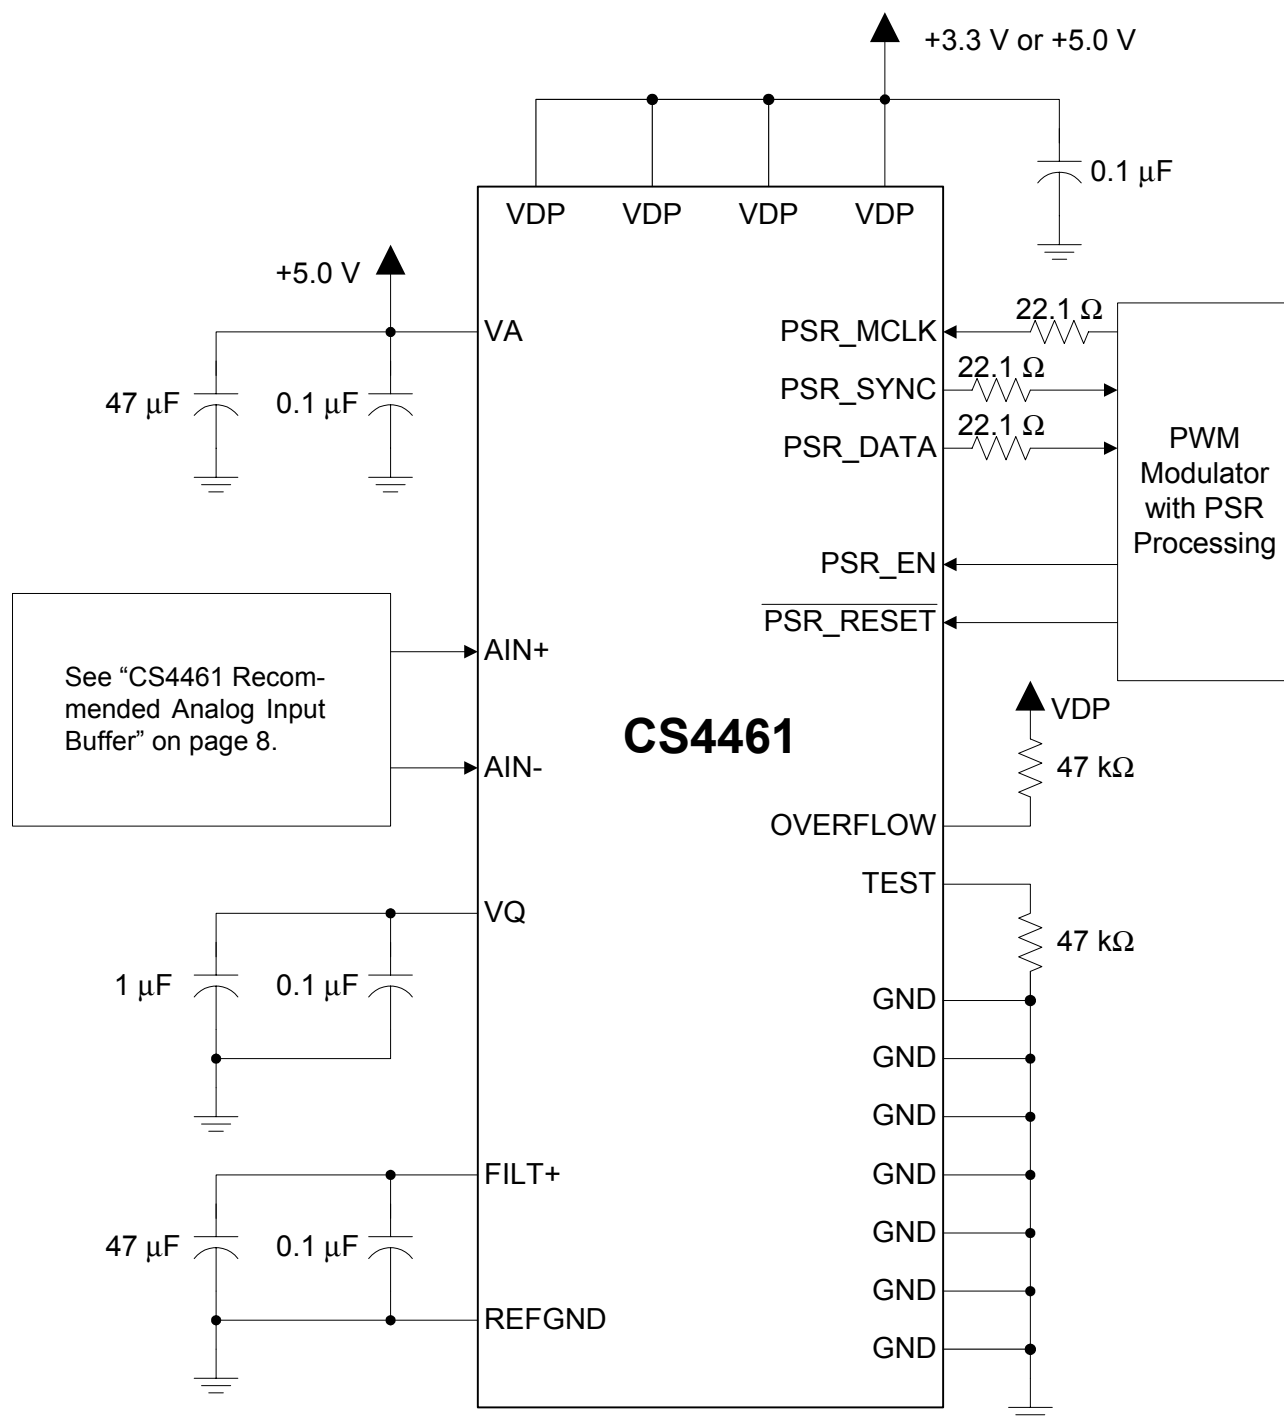 +3.3 V or +5.0 V
0.1 μF
VDP VDP VDP VDP
+5.0 V
VA
47 μF 0.1 μF
22.1 Ω
PSR_MCLK
22.1 Ω
PSR_SYNC
22.1 Ω
PSR_DATA
PWM
Modulator
with PSR
Processing
PSR_EN
PSR_RESET
See “CS4461 Recom-
mended Analog Input
Buffer” on page 8.
AIN+
AIN-
CS4461
VDP
47 kΩ
OVERFLOW
TEST
47 kΩ
VQ
1 μF 0.1 μF
GND
GND
GND
GND
GND
GND
GND
FILT+
47 μF 0.1 μF
REFGND